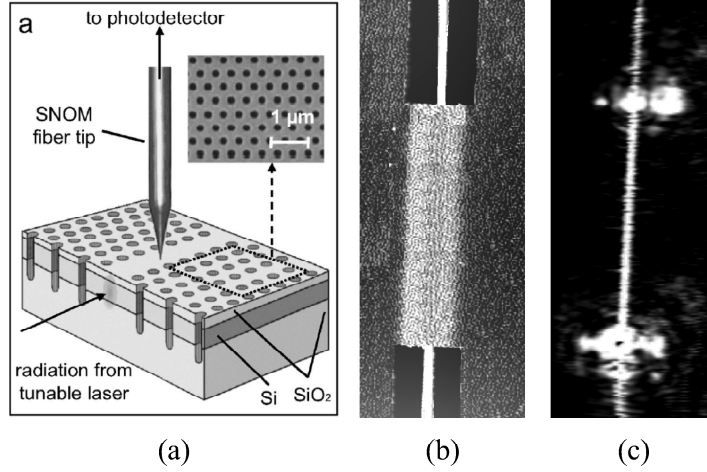 a
to photodetector
SNOM
fiber tip
1 µm
radiation from
tunable laser
Si
SiO2
(a)
(b)
(c)